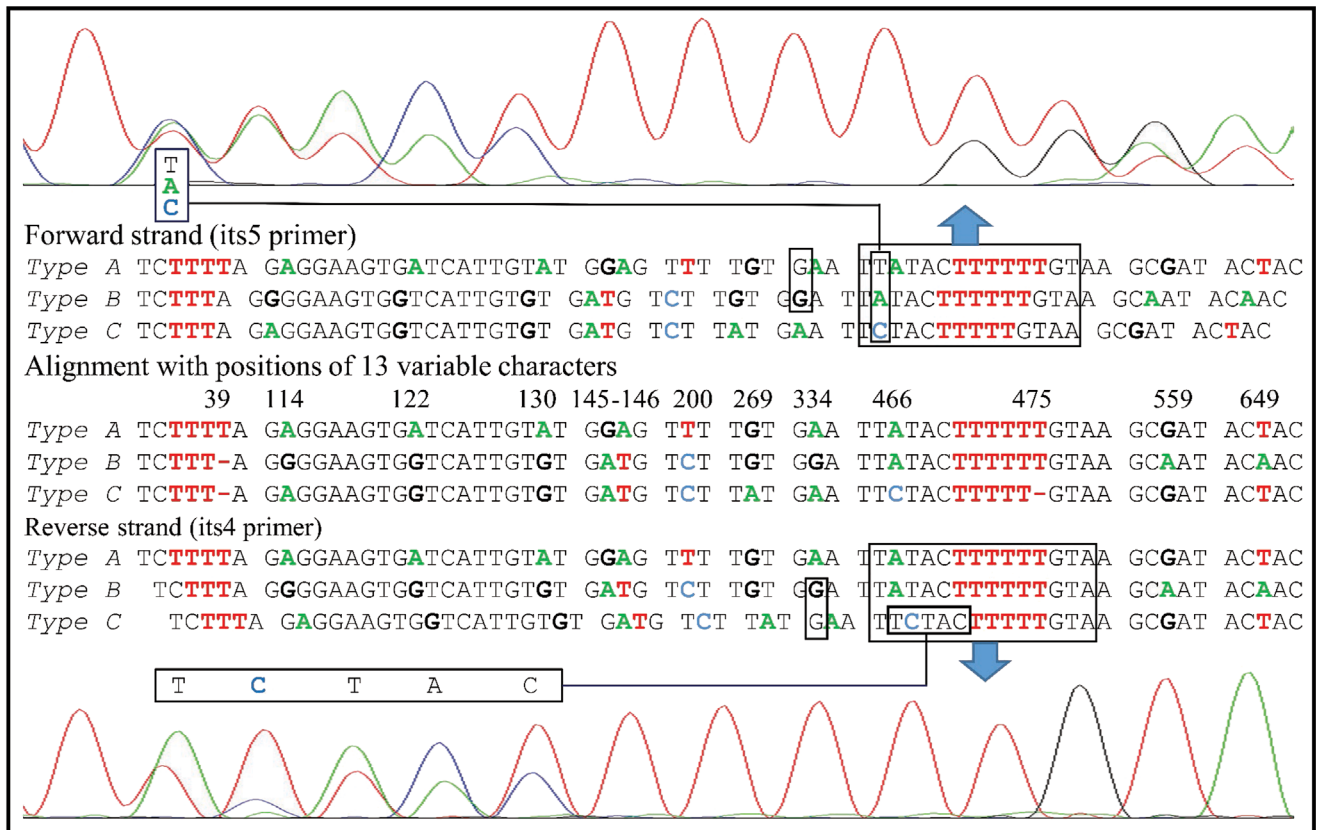 T
A
C
Forward strand (its5 primer)
Type A TCTTTTA GAGGAAGTGATCATTGTAT GGAG TTT TGT GAA TTATACTTTTTTGTAA GCGAT ACTAC
Type B TCTTTA GGGGAAGTGGTCATTGTGT GATG TCT TGT GGA TTATACTTTTTTGTAA GCAAT ACAAC
Type C TCTTTA GAGGAAGTGGTCATTGTGT GATG TCT TAT GAA TTCTACTTTTTGTAA GCGAT ACTAC
Alignment with positions of 13 variable characters
39 114 122 130 145-146 200 269 334 466 475 559 649
Type A TCTTTTA GAGGAAGTGATCATTGTAT GGAG TTT TGT GAA TTATACTTTTTTGTAA GCGAT ACTAC
Type B TCTTT-A GGGGAAGTGGTCATTGTGT GATG TCT TGT GGA TTATACTTTTTTGTAA GCAAT ACAAC
Type C TCTTT-A GAGGAAGTGGTCATTGTGT GATG TCT TAT GAA TTCTACTTTTT-GTAA GCGAT ACTAC
Reverse strand (its4 primer)
Type A TCTTTTA GAGGAAGTGATCATTGTAT GGAG TTT TGT GAA TTATACTTTTTTGTAA GCGAT ACTAC
Type B TCTTTA GGGGAAGTGGTCATTGTGT GATG TCT TGT GGA TTATACTTTTTTGTAA GCAAT ACAAC
Type C TCTTTA GAGGAAGTGGTCATTGTGT GATG TCT TAT GAA TTCTACTTTTTGTAA GCGAT ACTAC
T C T A C